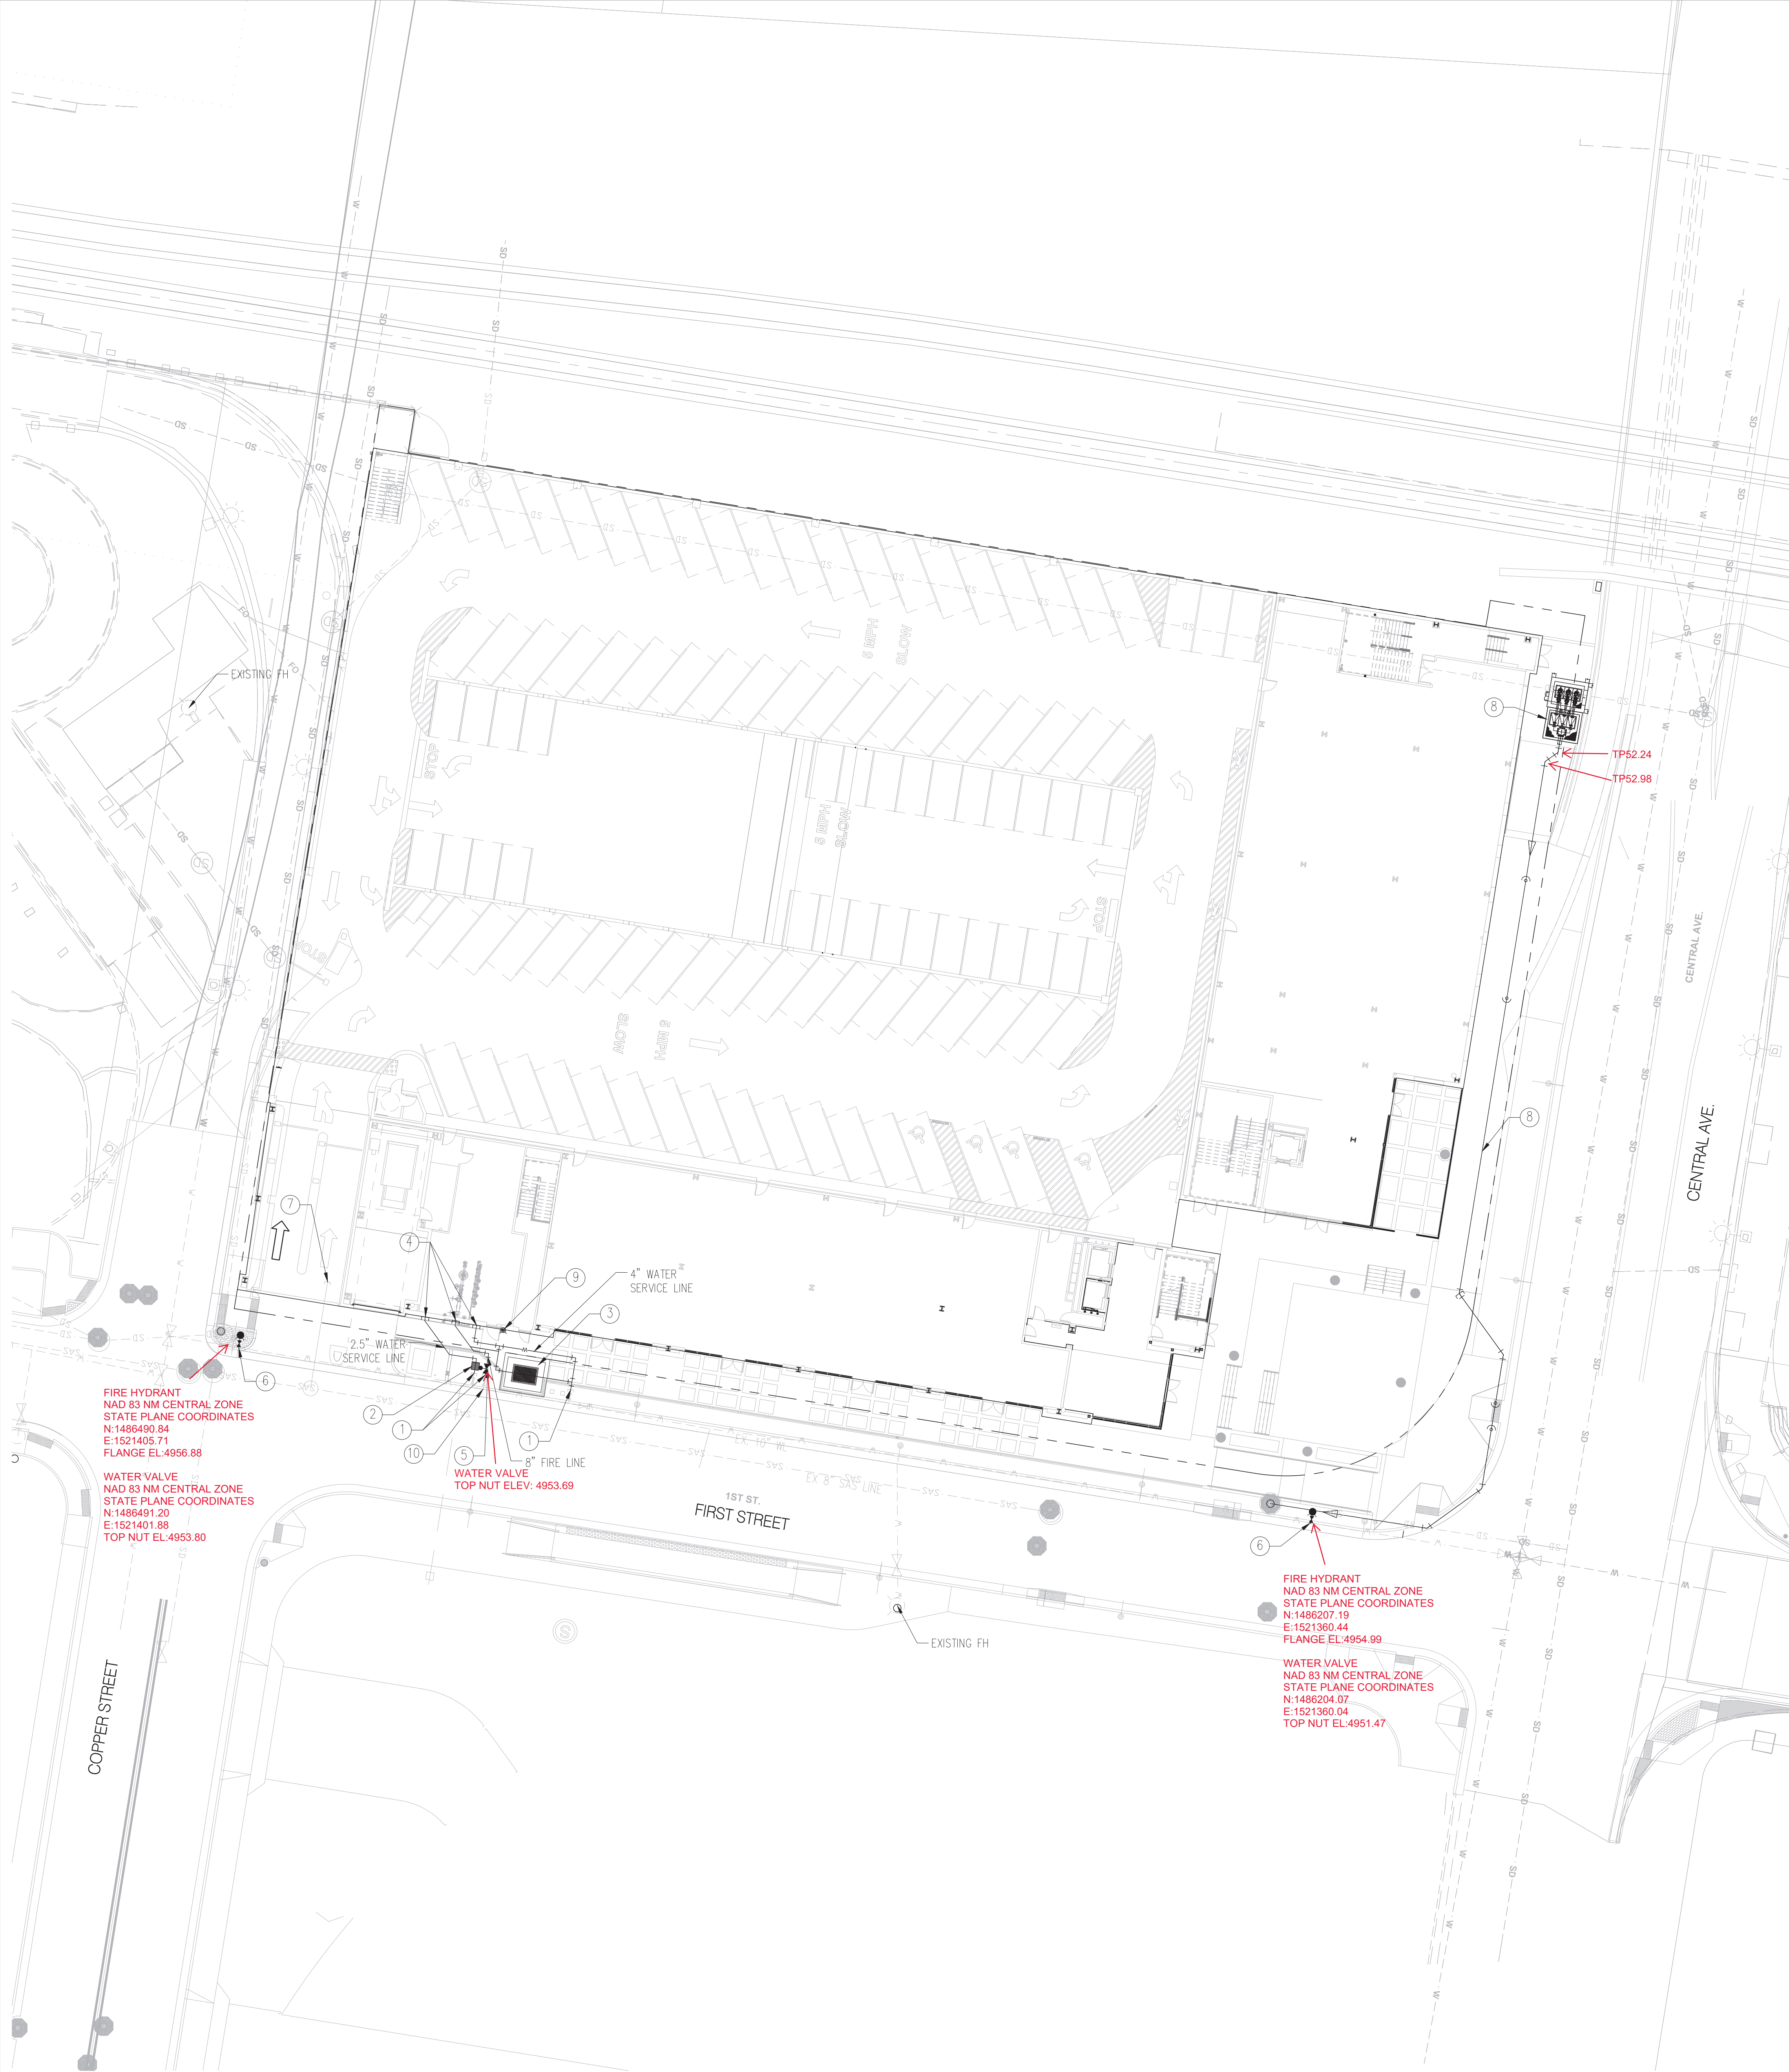 EXISTING FH
5 MPH
SLOW
STOP
5 MPH
SLOW
STOP
STOP
SLOW
5 MPH
8
TP52.24
TP52.98
CENTRAL AVE.
CENTRAL AVE.
8
7
4
9
4" WATER
SERVICE LINE
3
2.5" WATER
SERVICE LINE
6
2
1
10
5
1
8" FIRE LINE
FIRE HYDRANT
NAD 83 NM CENTRAL ZONE
STATE PLANE COORDINATES
N:1486490.84
E:1521405.71
FLANGE EL:4956.88
WATER VALVE
NAD 83 NM CENTRAL ZONE
STATE PLANE COORDINATES
N:1486491.20
E:1521401.88
TOP NUT EL:4953.80
WATER VALVE
TOP NUT ELEV: 4953.69
EX 10" WL
EX 8" SAS LINE
1ST ST.
FIRST STREET
6
FIRE HYDRANT
NAD 83 NM CENTRAL ZONE
STATE PLANE COORDINATES
N:1486207.19
E:1521360.44
FLANGE EL:4954.99
WATER VALVE
NAD 83 NM CENTRAL ZONE
STATE PLANE COORDINATES
N:1486204.07
E:1521360.04
TOP NUT EL:4951.47
EXISTING FH
S
COPPER STREET